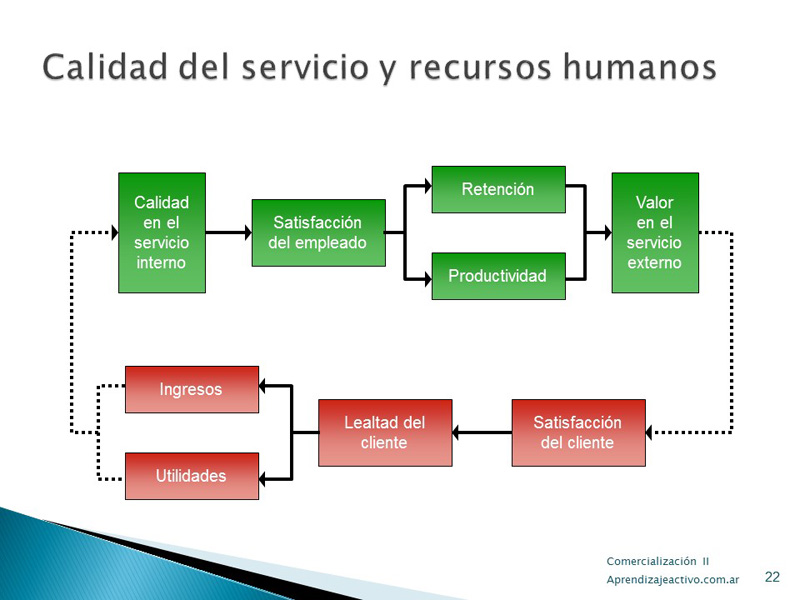 Calidad del servicio y recursos humanos
Calidad
en el
servicio
interno
Satisfacción
del empleado
Retención
Productividad
Valor
en el
servicio
externo
Ingresos
Utilidades
Lealtad del
cliente
Satisfacción
del cliente
Comercialización II
Aprendizajeactivo.com.ar
22